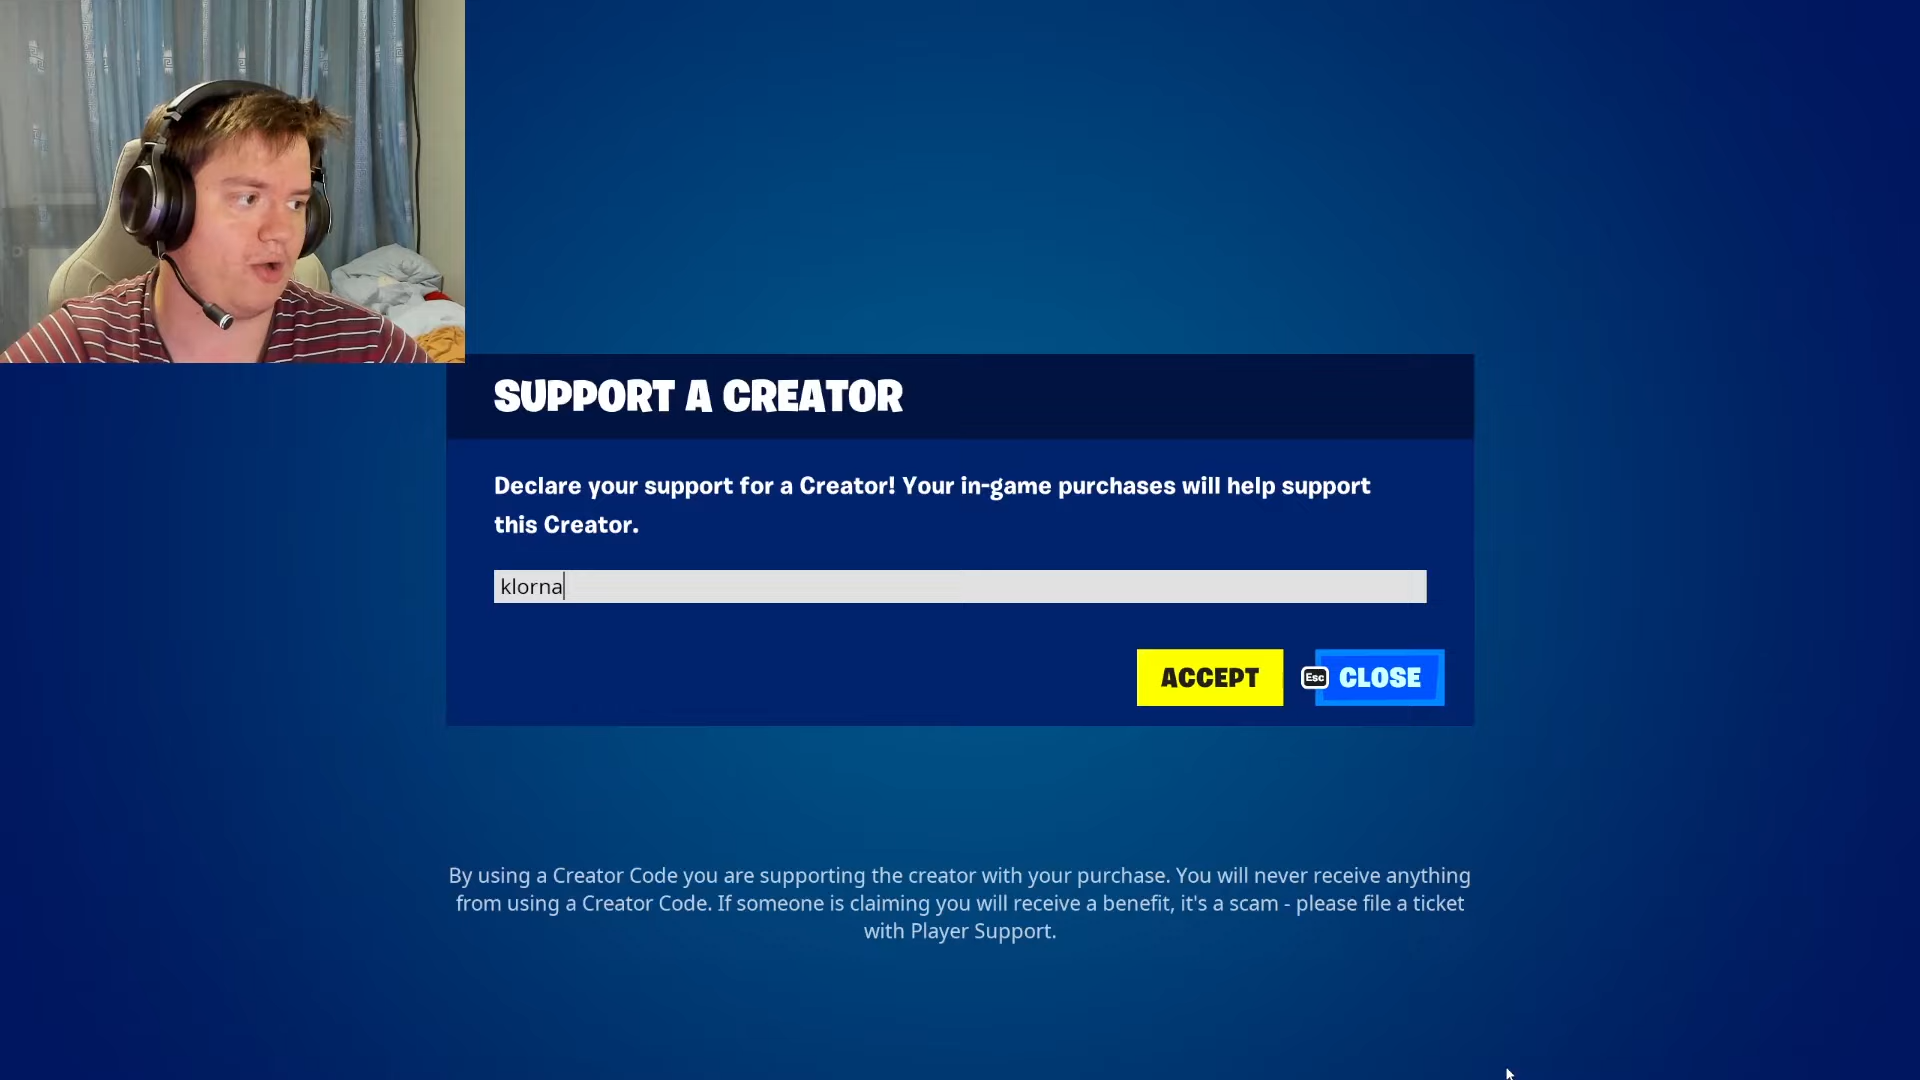 SUPPORT A CREATOR
Declare your support for a Creator! Your in-game purchases will help support
this Creator.
klorna
ACCEPT
Esc CLOSE
By using a Creator Code you are supporting the creator with your purchase. You will never receive anything
from using a Creator Code. If someone is claiming you will receive a benefit, it's a scam - please file a ticket
with Player Support.